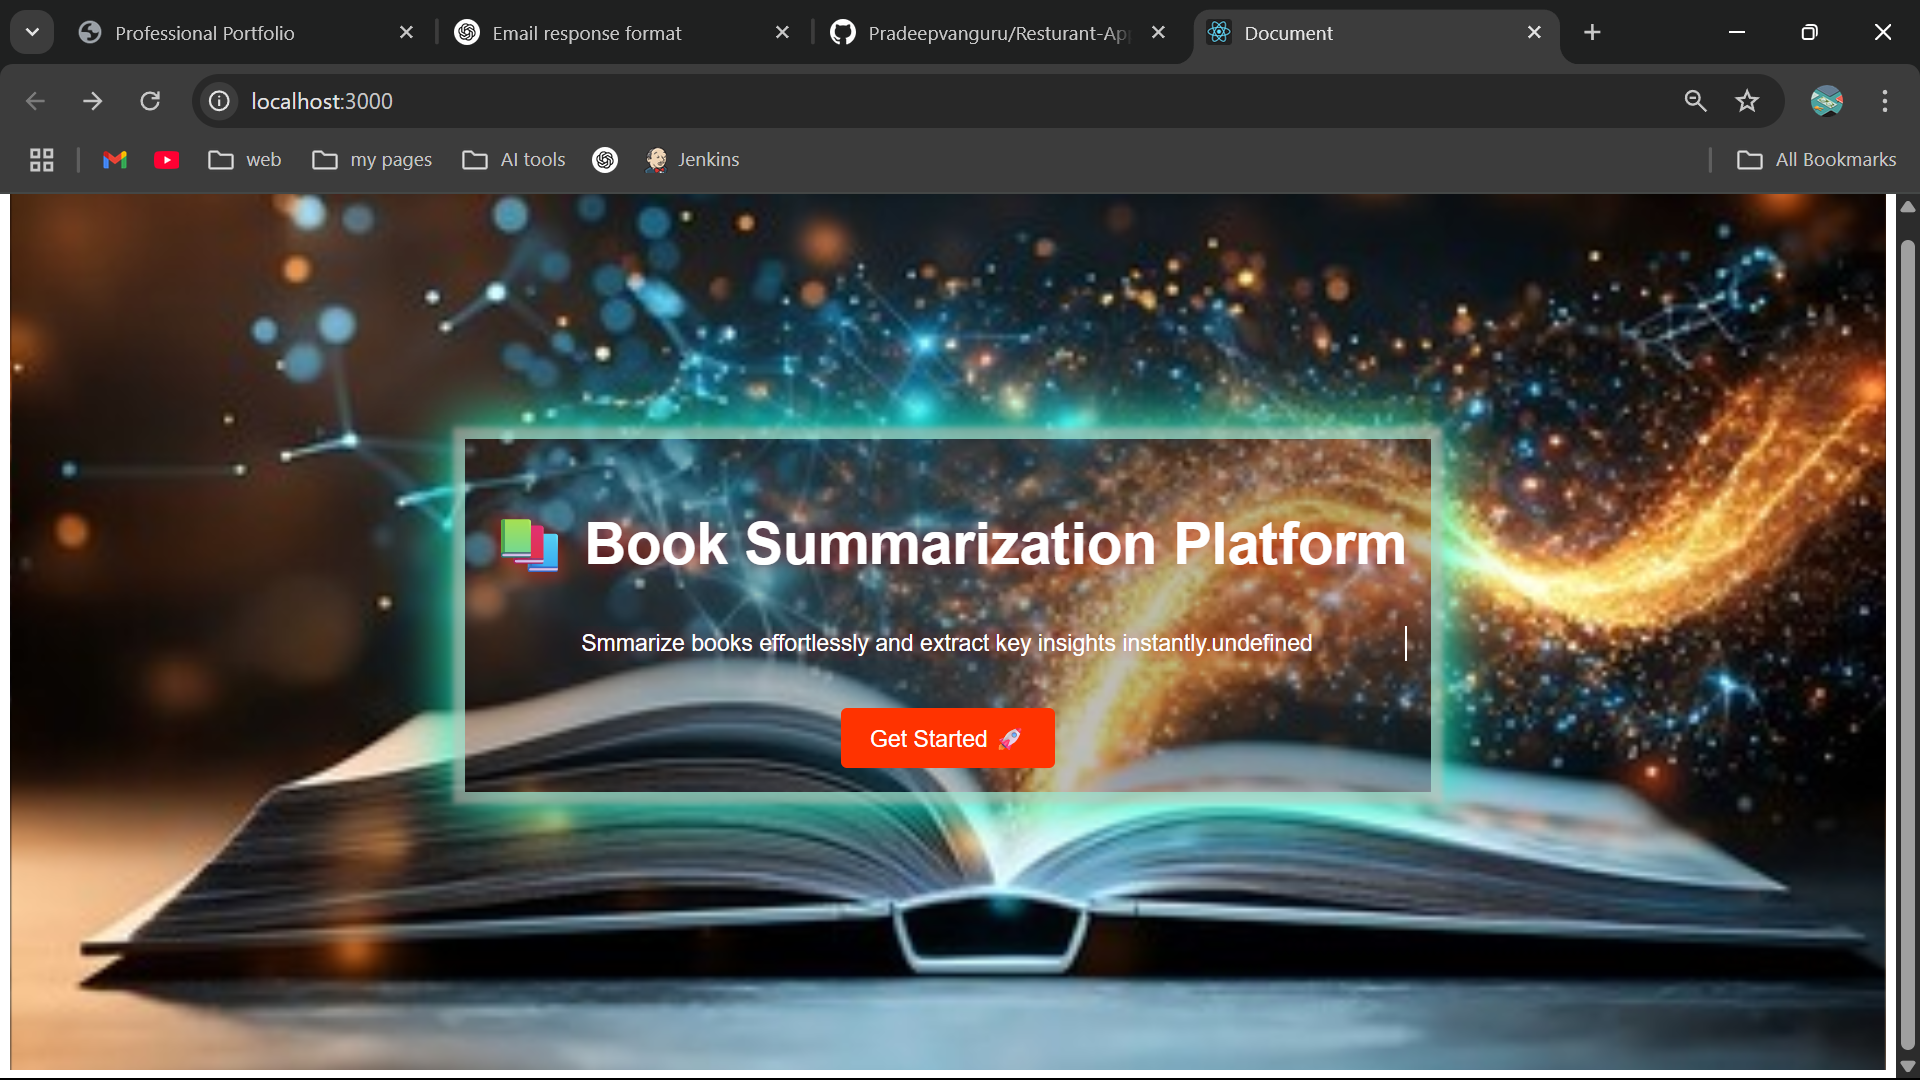 Professional Portfolio
Email response format
Pradeepvanguru/Resturant-Ap
Document
localhost:3000
web
my pages
AI tools
Jenkins
All Bookmarks
📚 Book Summarization Platform
Smmarize books effortlessly and extract key insights instantly.undefined
Get Started 🚀